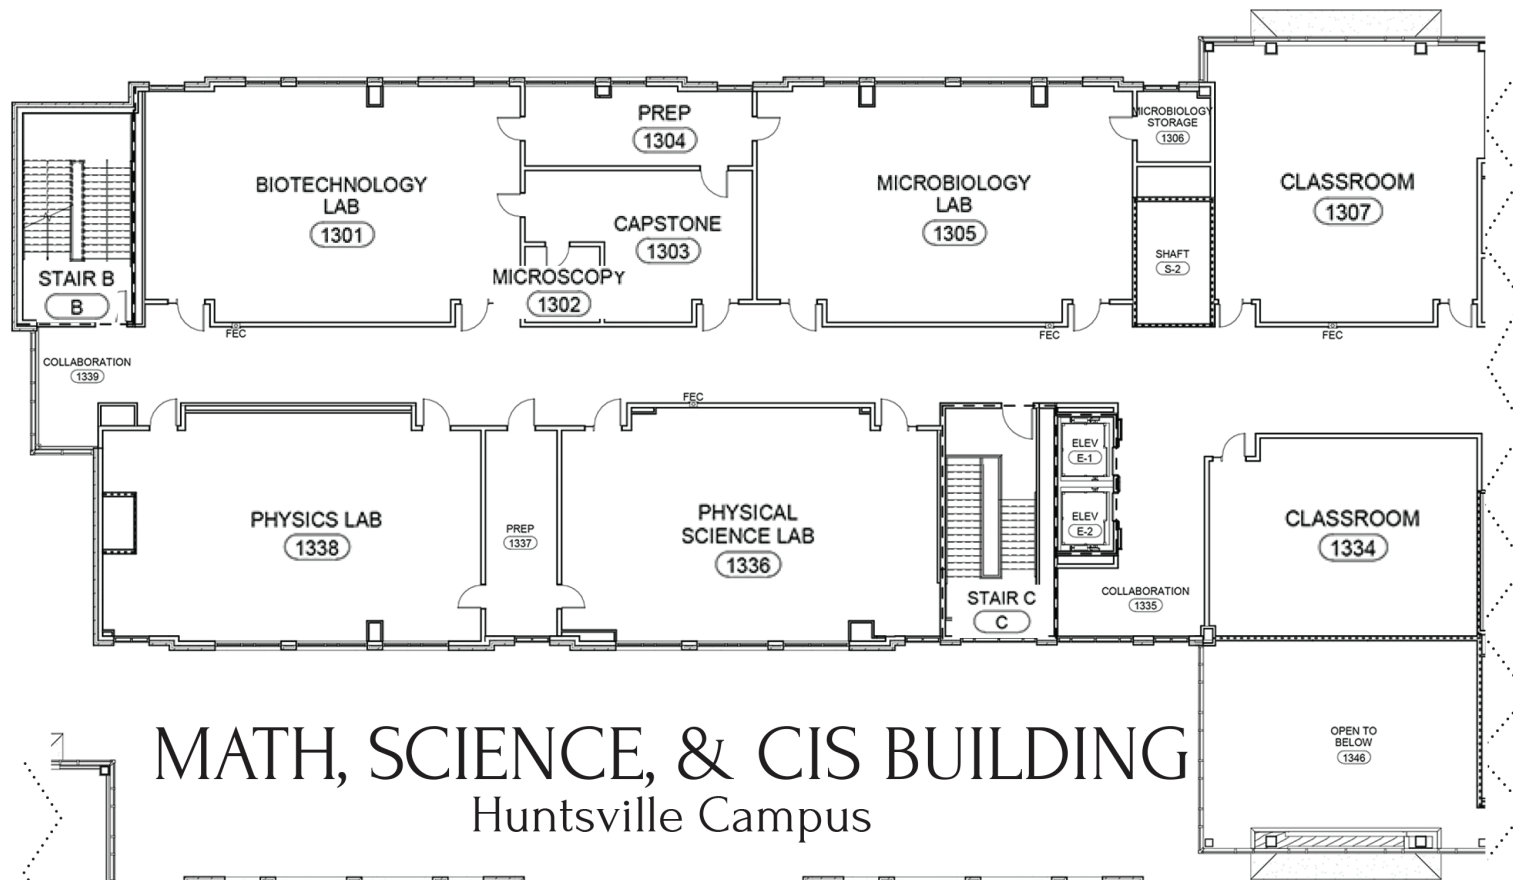 PREP
1304
MICROBIOLOGY
STORAGE
1306
BIOTECHNOLOGY
LAB
1301
MICROBIOLOGY
LAB
1305
CLASSROOM
1307
CAPSTONE
1303
STAIR B
B
MICROSCOPY
1302
SHAFT
S-2
FEC
FEC
FEC
COLLABORATION
1339
FEC
ELEV
E-1
PHYSICS LAB
1338
PREP
1337
PHYSICAL
SCIENCE LAB
1336
ELEV
E-2
CLASSROOM
1334
STAIR C
C
COLLABORATION
1335
OPEN TO
BELOW
1346
MATH, SCIENCE, & CIS BUILDING
Huntsville Campus